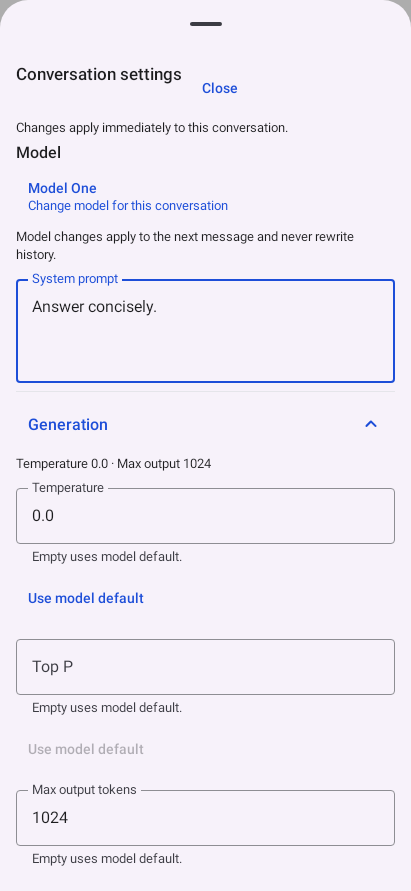 Conversation settings
Close
Changes apply immediately to this conversation.
Model
Model One
Change model for this conversation
Model changes apply to the next message and never rewrite
history.
System prompt
Answer concisely.
Generation
Temperature 0.0 · Max output 1024
Temperature
0.0
Empty uses model default.
Use model default
Top P
Empty uses model default.
Use model default
Max output tokens
1024
Empty uses model default.